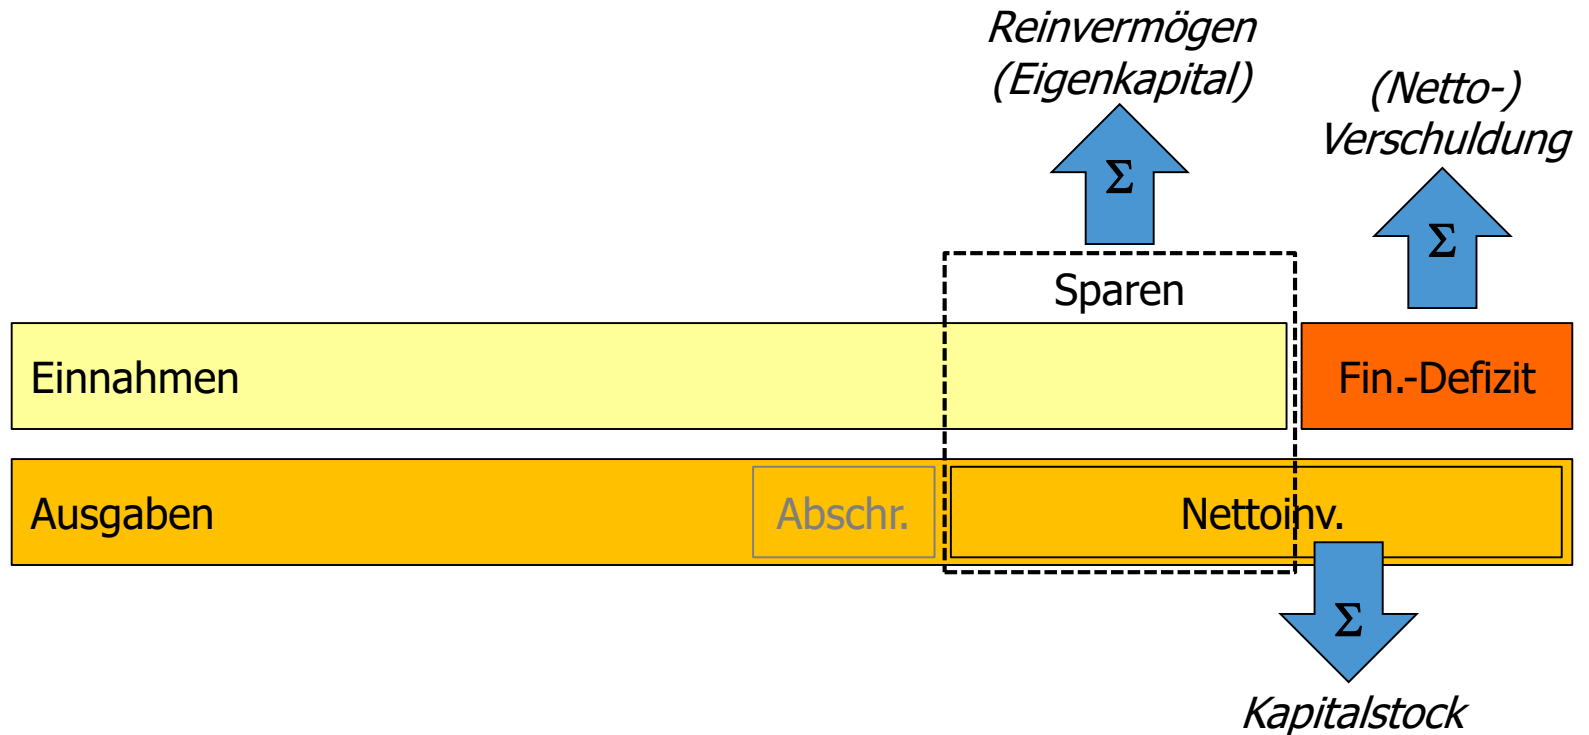 Reinvermögen
(Eigenkapital)
(Netto-)
Verschuldung
Σ
Σ
Sparen
Einnahmen
Fin.-Defizit
Ausgaben
Abschr.
Nettoinv.
Σ
Kapitalstock